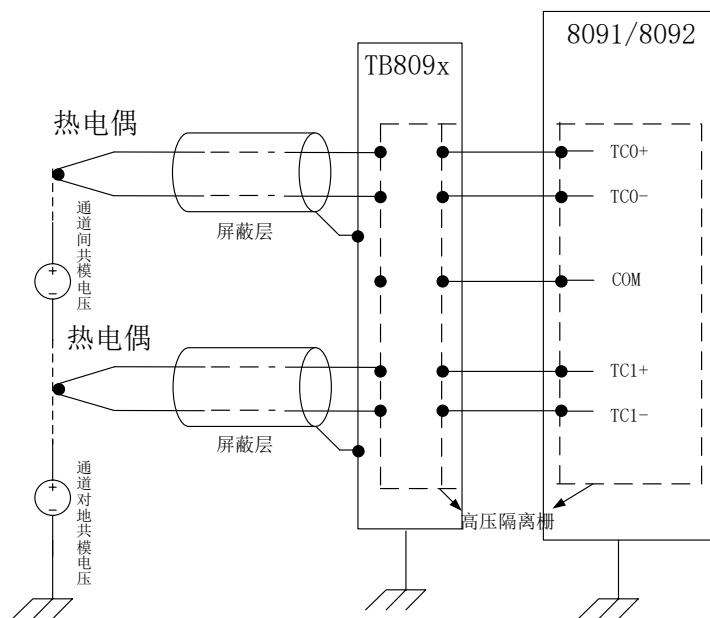 8091/8092
TB809x
热电偶
TC0+
TC0-
屏蔽层
通道间共模电压
+
−
COM
热电偶
TC1+
TC1-
屏蔽层
通道对地共模电压
+
−
高压隔离栅